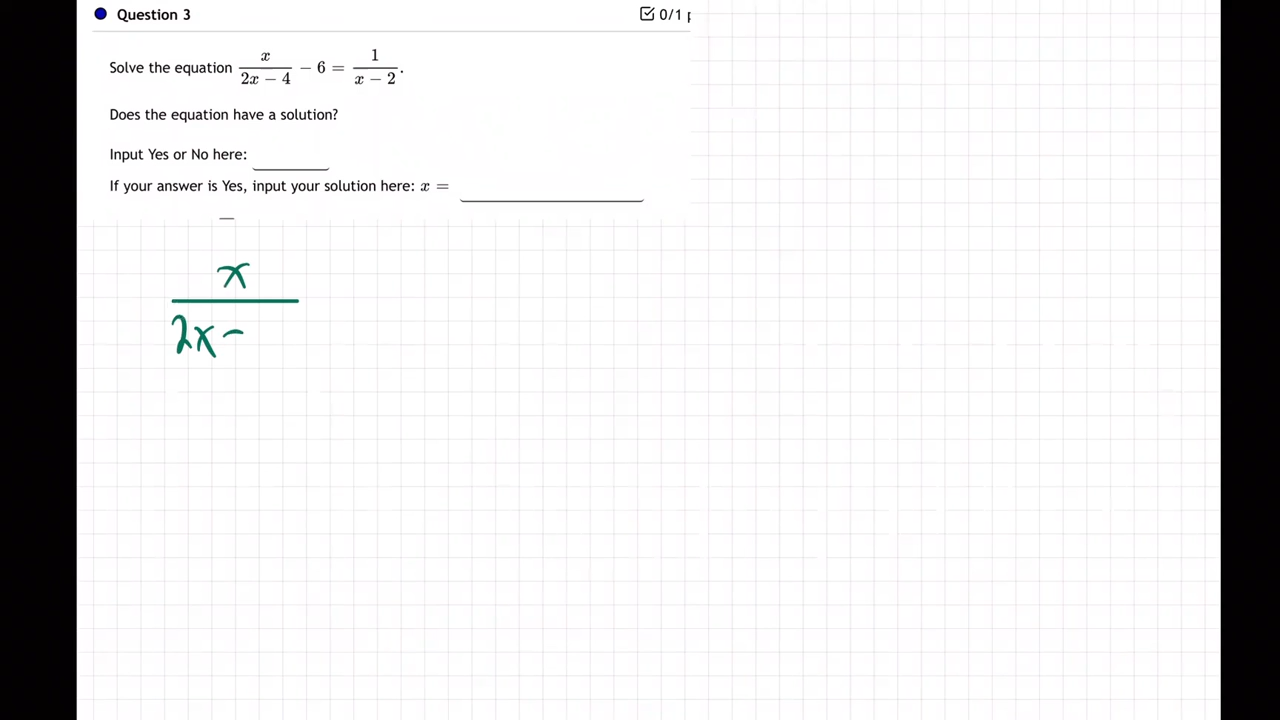 Question 3
0/1 p
Solve the equation x/(2x − 4) − 6 = 1/(x − 2).
Does the equation have a solution?
Input Yes or No here:
If your answer is Yes, input your solution here: x =
x
2x −